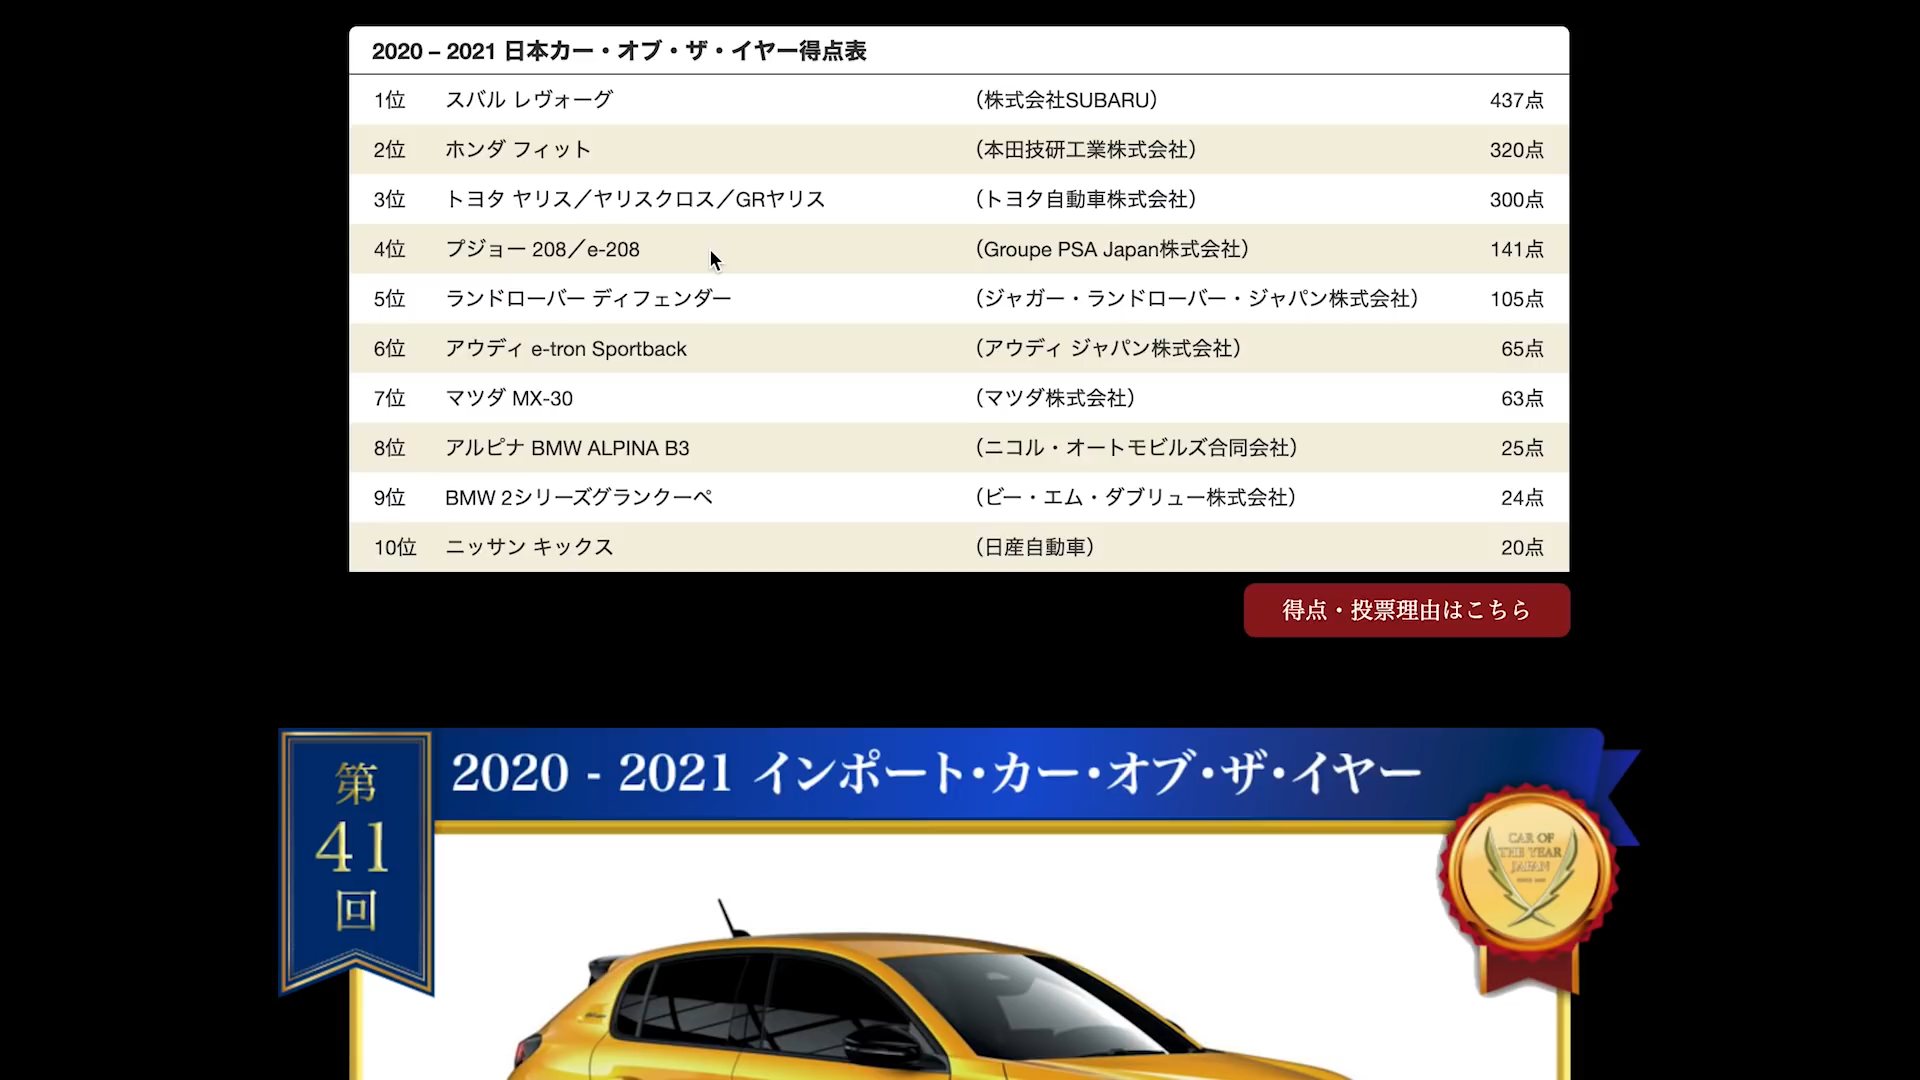 2020 – 2021 日本カー・オブ・ザ・イヤー得点表
1位 スバル レヴォーグ （株式会社SUBARU） 437点
2位 ホンダ フィット （本田技研工業株式会社） 320点
3位 トヨタ ヤリス／ヤリスクロス／GRヤリス （トヨタ自動車株式会社） 300点
4位 プジョー 208／e-208 （Groupe PSA Japan株式会社） 141点
5位 ランドローバー ディフェンダー （ジャガー・ランドローバー・ジャパン株式会社） 105点
6位 アウディ e-tron Sportback （アウディ ジャパン株式会社） 65点
7位 マツダ MX-30 （マツダ株式会社） 63点
8位 アルピナ BMW ALPINA B3 （ニコル・オートモビルズ合同会社） 25点
9位 BMW 2シリーズグランクーペ （ビー・エム・ダブリュー株式会社） 24点
10位 ニッサン キックス （日産自動車） 20点
得点・投票理由はこちら
第
41
回
2020 - 2021 インポート・カー・オブ・ザ・イヤー
CAR OF
THE YEAR
JAPAN